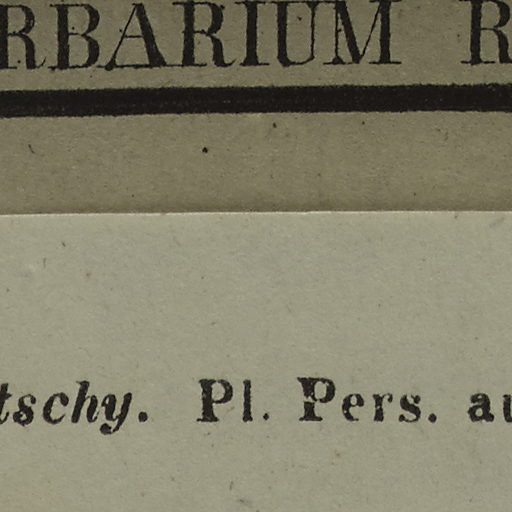 RBARIUM R
tschy. Pl. Pers. au